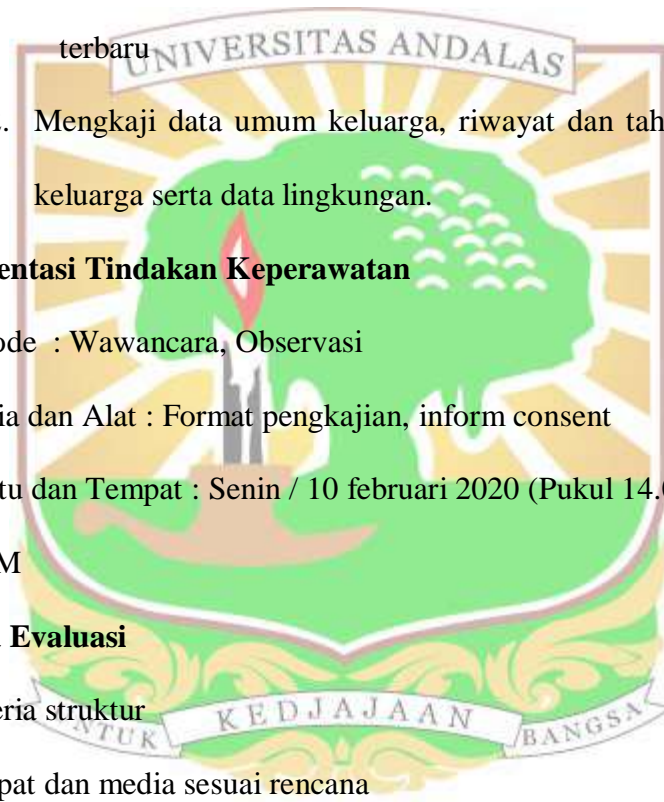 terbaru
UNIVERSITAS ANDALAS
. Mengkaji data umum keluarga, riwayat dan tah
keluarga serta data lingkungan.
entasi Tindakan Keperawatan
ode : Wawancara, Observasi
ia dan Alat : Format pengkajian, inform consent
tu dan Tempat : Senin / 10 februari 2020 (Pukul 14.0
M
Evaluasi
eria struktur
UNTUK KEDJAJAAN BANGSA
pat dan media sesuai rencana